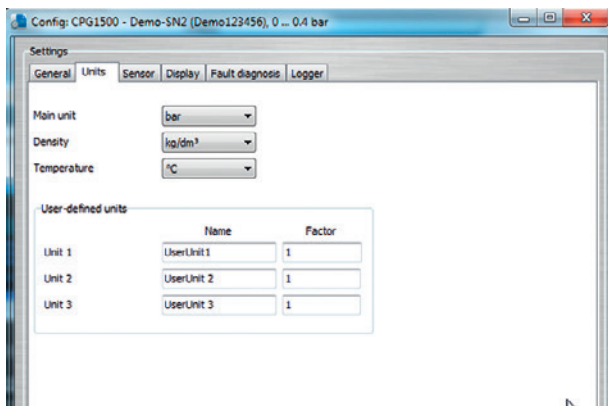 Config: CPG1500 - Demo-SN2 (Demo123456), 0 ... 0.4 bar
Settings
General Units Sensor Display Fault diagnosis Logger
Main unit bar
Density kg/dm³
Temperature °C
User-defined units
Name Factor
Unit 1 UserUnit1 1
Unit 2 UserUnit 2 1
Unit 3 UserUnit 3 1